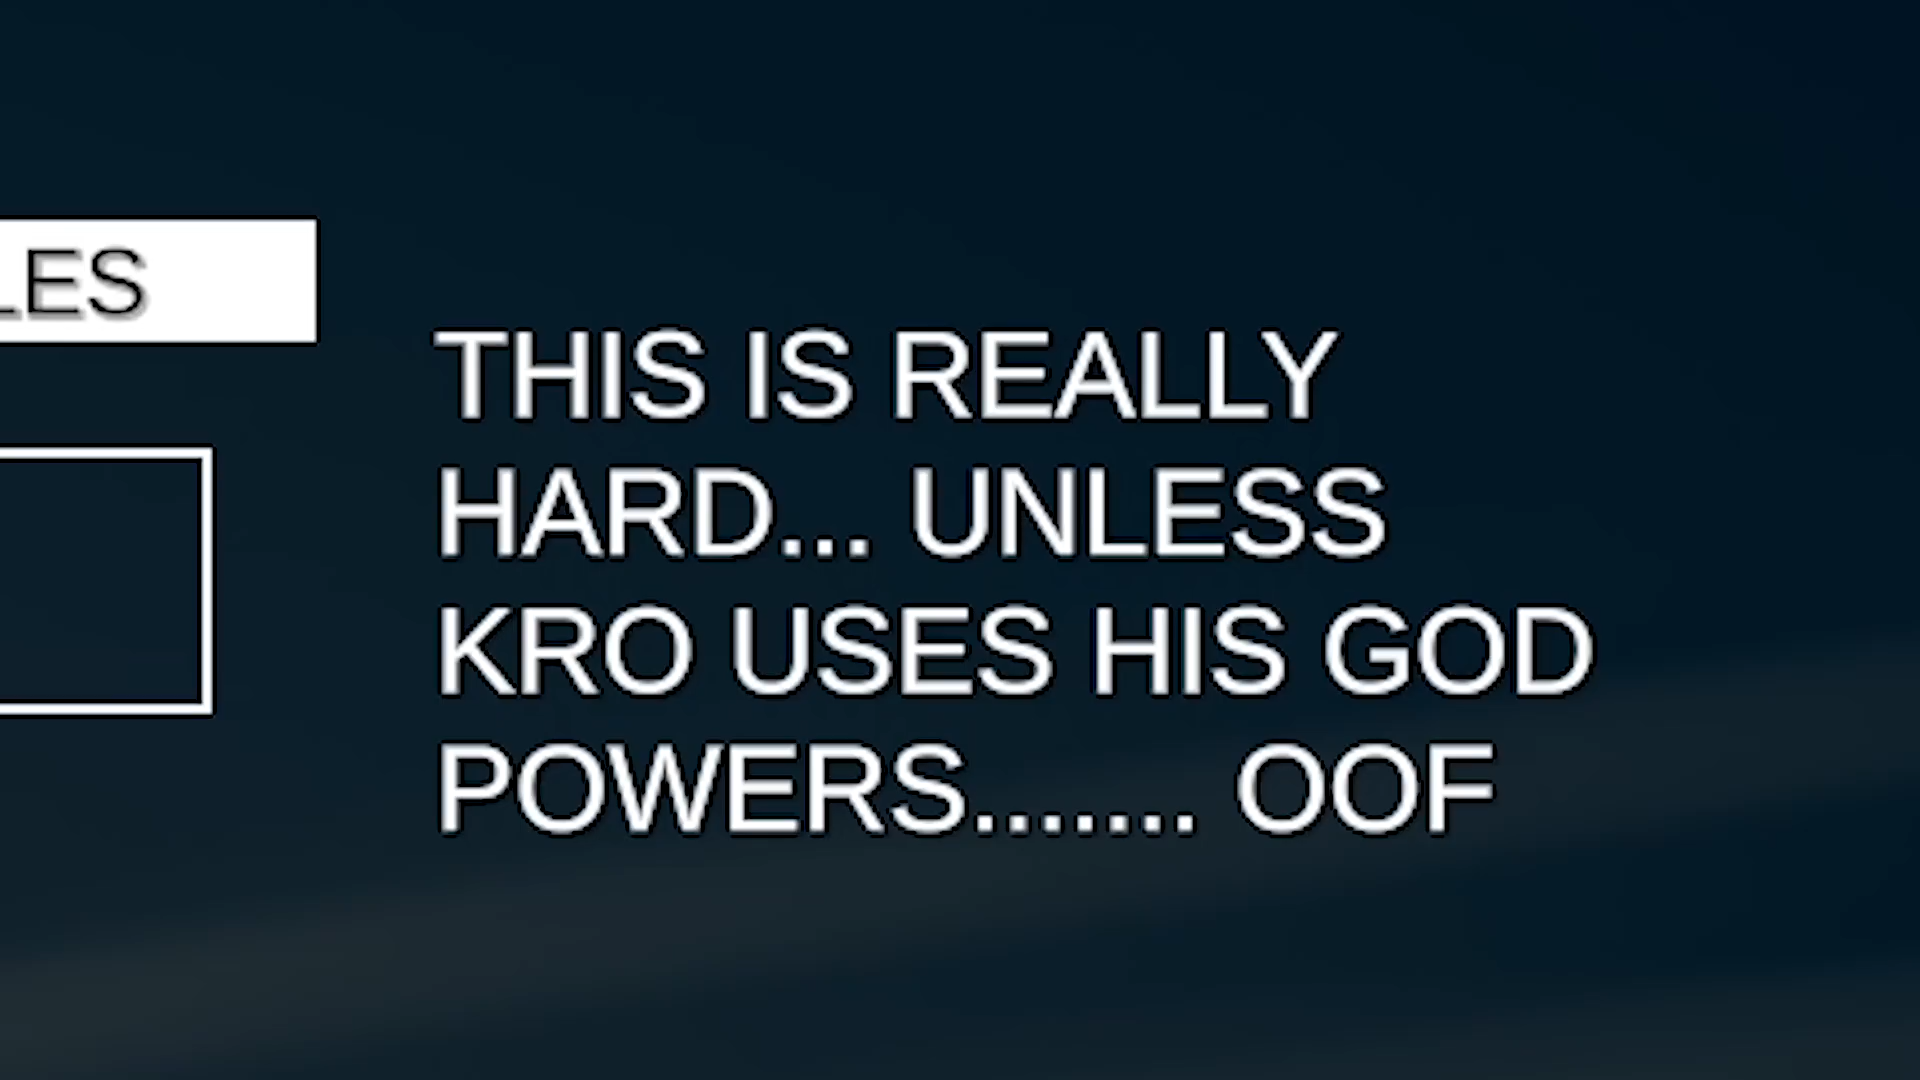 LES
THIS IS REALLY
HARD... UNLESS
KRO USES HIS GOD
POWERS....... OOF